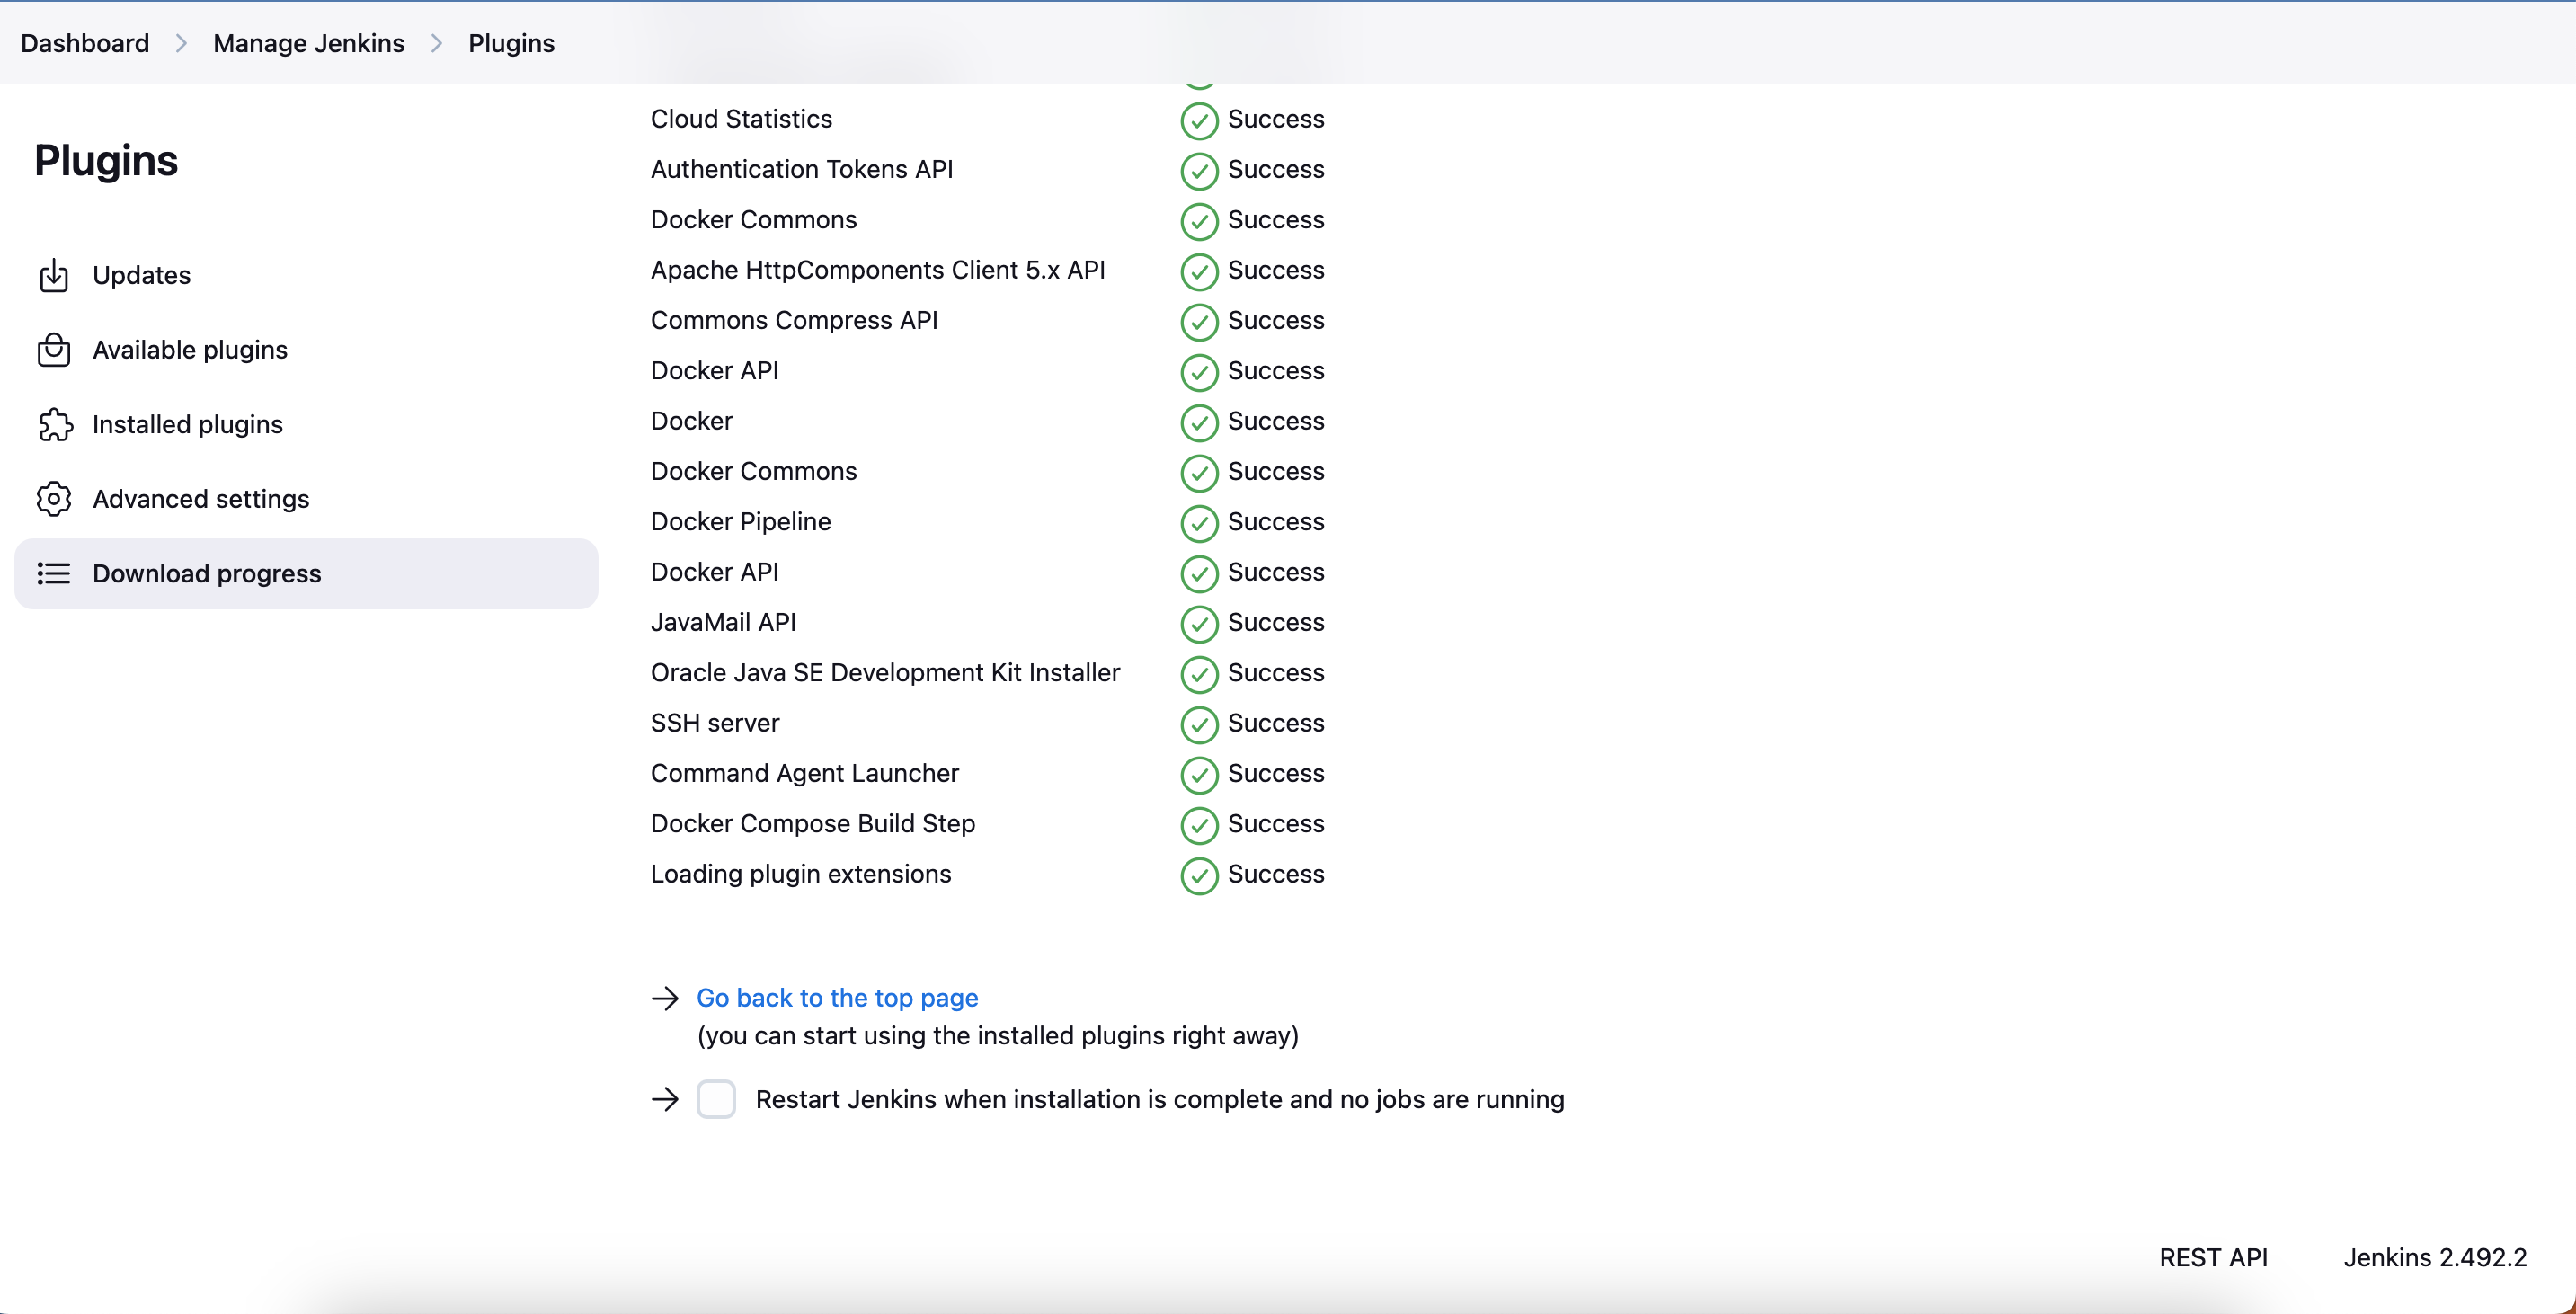 Dashboard > Manage Jenkins > Plugins
Plugins
Updates
Available plugins
Installed plugins
Advanced settings
Download progress
Cloud Statistics Success
Authentication Tokens API Success
Docker Commons Success
Apache HttpComponents Client 5.x API Success
Commons Compress API Success
Docker API Success
Docker Success
Docker Commons Success
Docker Pipeline Success
Docker API Success
JavaMail API Success
Oracle Java SE Development Kit Installer Success
SSH server Success
Command Agent Launcher Success
Docker Compose Build Step Success
Loading plugin extensions Success
→ Go back to the top page
(you can start using the installed plugins right away)
→ Restart Jenkins when installation is complete and no jobs are running
REST API Jenkins 2.492.2